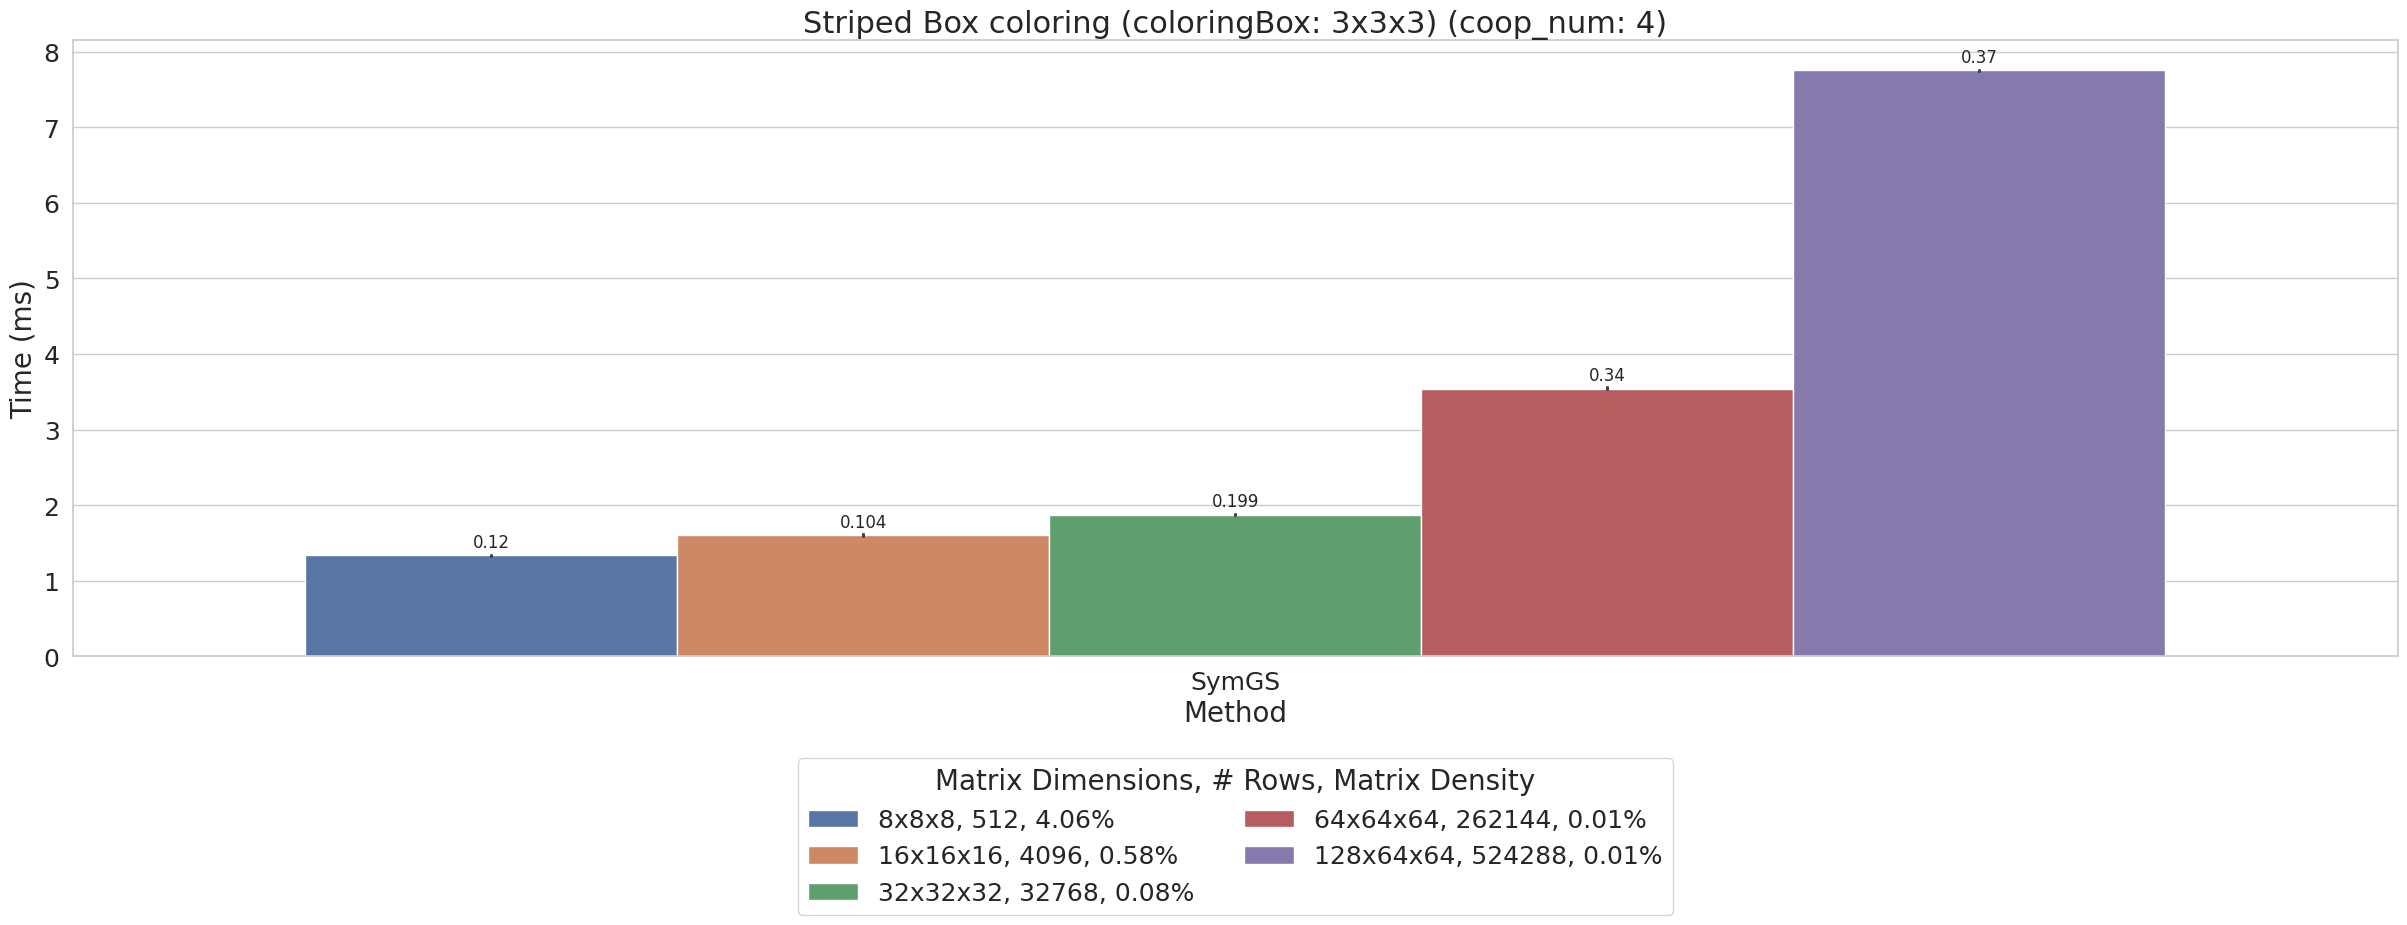 Striped Box coloring (coloringBox: 3x3x3) (coop_num: 4)
8
7
6
5
4
3
2
1
0
Time (ms)
0.12
0.104
0.199
0.34
0.37
SymGS
Method
Matrix Dimensions, # Rows, Matrix Density
8x8x8, 512, 4.06%
16x16x16, 4096, 0.58%
32x32x32, 32768, 0.08%
64x64x64, 262144, 0.01%
128x64x64, 524288, 0.01%